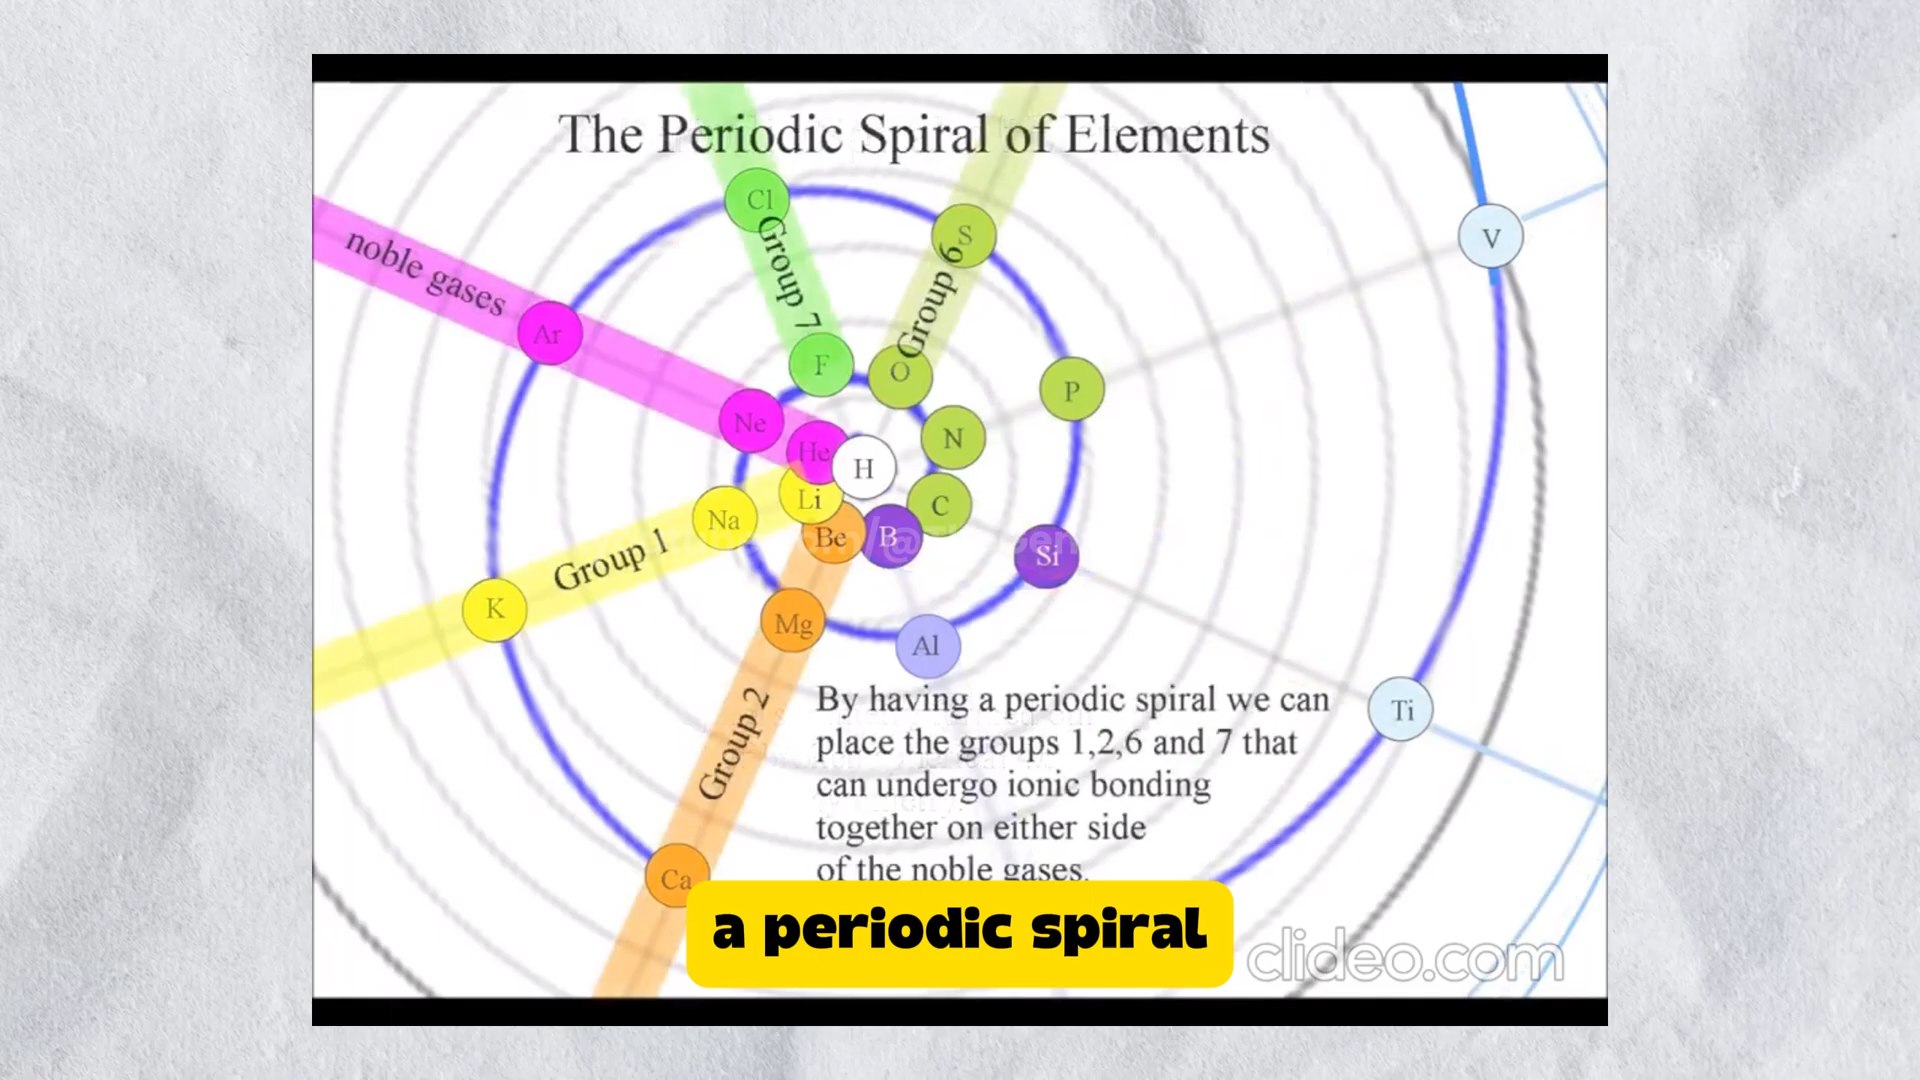 The Periodic Spiral of Elements
Cl
S
V
noble gases
Group 7
Group 6
Ar
F
O
P
Ne
N
He
H
Li
Na
C
Be
B
Si
Group 1
K
Mg
Al
Group 2
Ti
Ca
By having a periodic spiral we can
place the groups 1,2,6 and 7 that
can undergo ionic bonding
together on either side
of the noble gases.
a periodic spiral
clideo.com